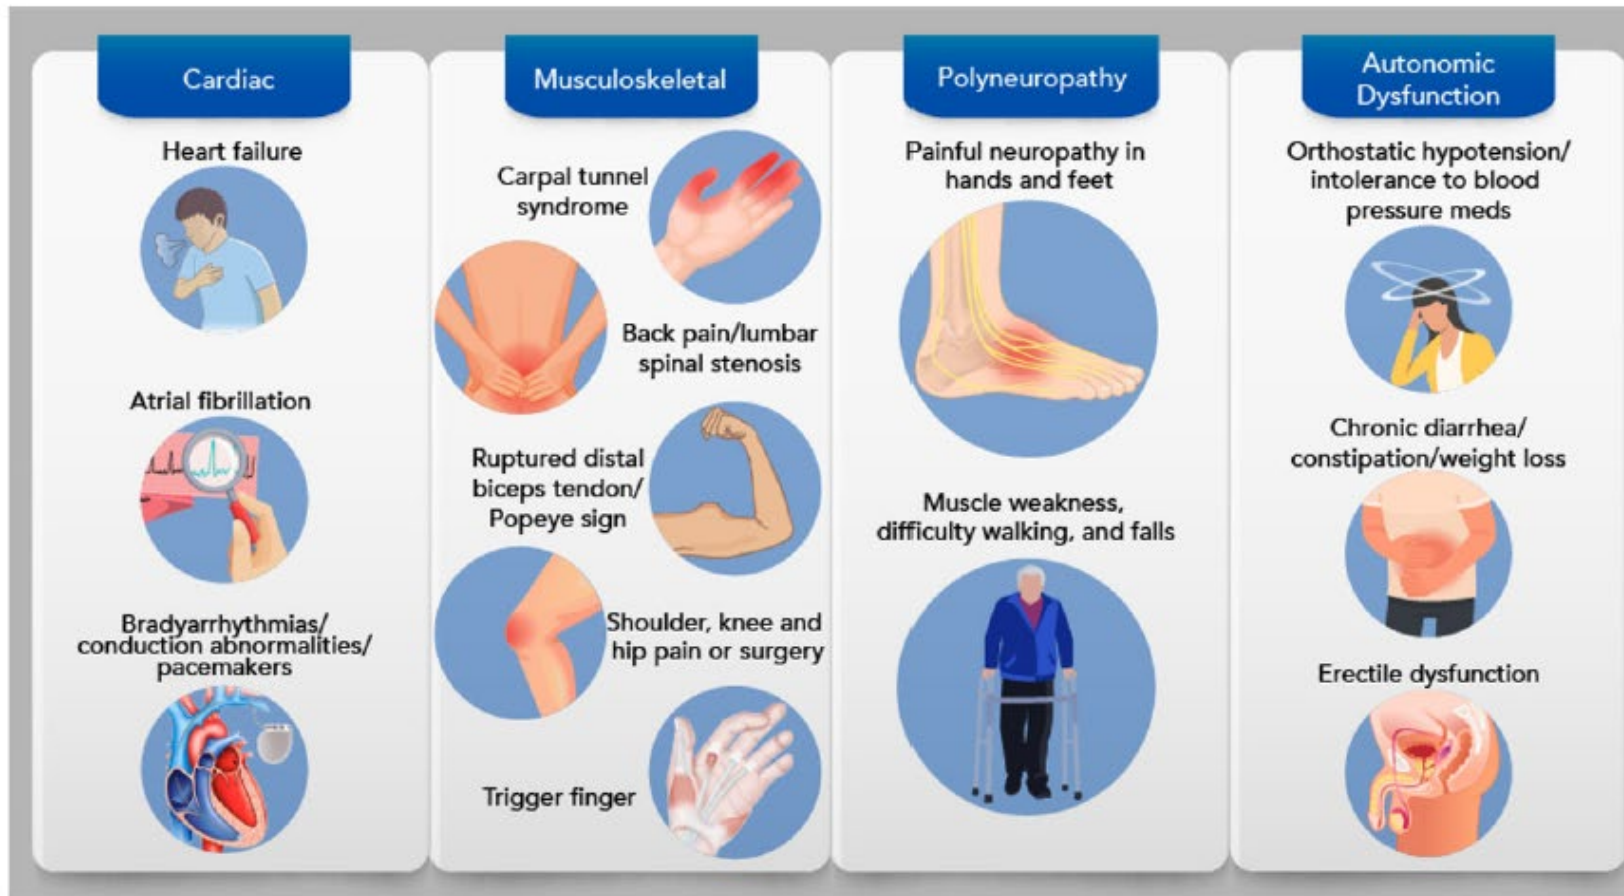 Cardiac
Heart failure
Atrial fibrillation
Bradyarrhythmias/
conduction abnormalities/
pacemakers
Musculoskeletal
Carpal tunnel
syndrome
Back pain/lumbar
spinal stenosis
Ruptured distal
biceps tendon/
Popeye sign
Shoulder, knee and
hip pain or surgery
Trigger finger
Polyneuropathy
Painful neuropathy in
hands and feet
Muscle weakness,
difficulty walking, and falls
Autonomic
Dysfunction
Orthostatic hypotension/
intolerance to blood
pressure meds
Chronic diarrhea/
constipation/weight loss
Erectile dysfunction